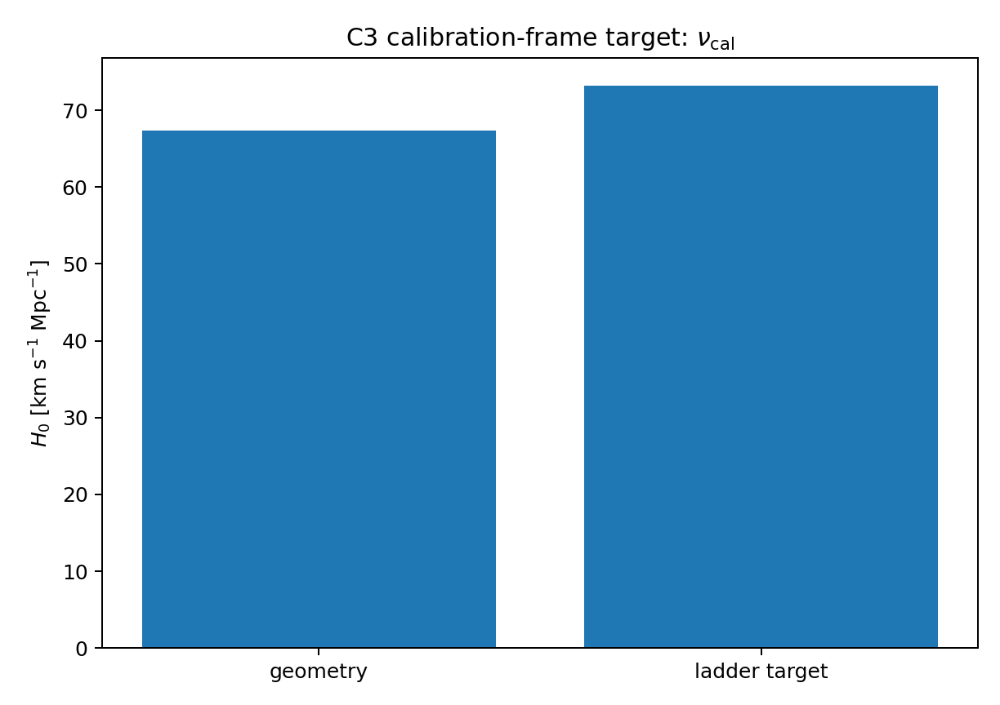 C3 calibration-frame target: ν_cal
H₀ [km s⁻¹ Mpc⁻¹]
70
60
50
40
30
20
10
0
geometry
ladder target